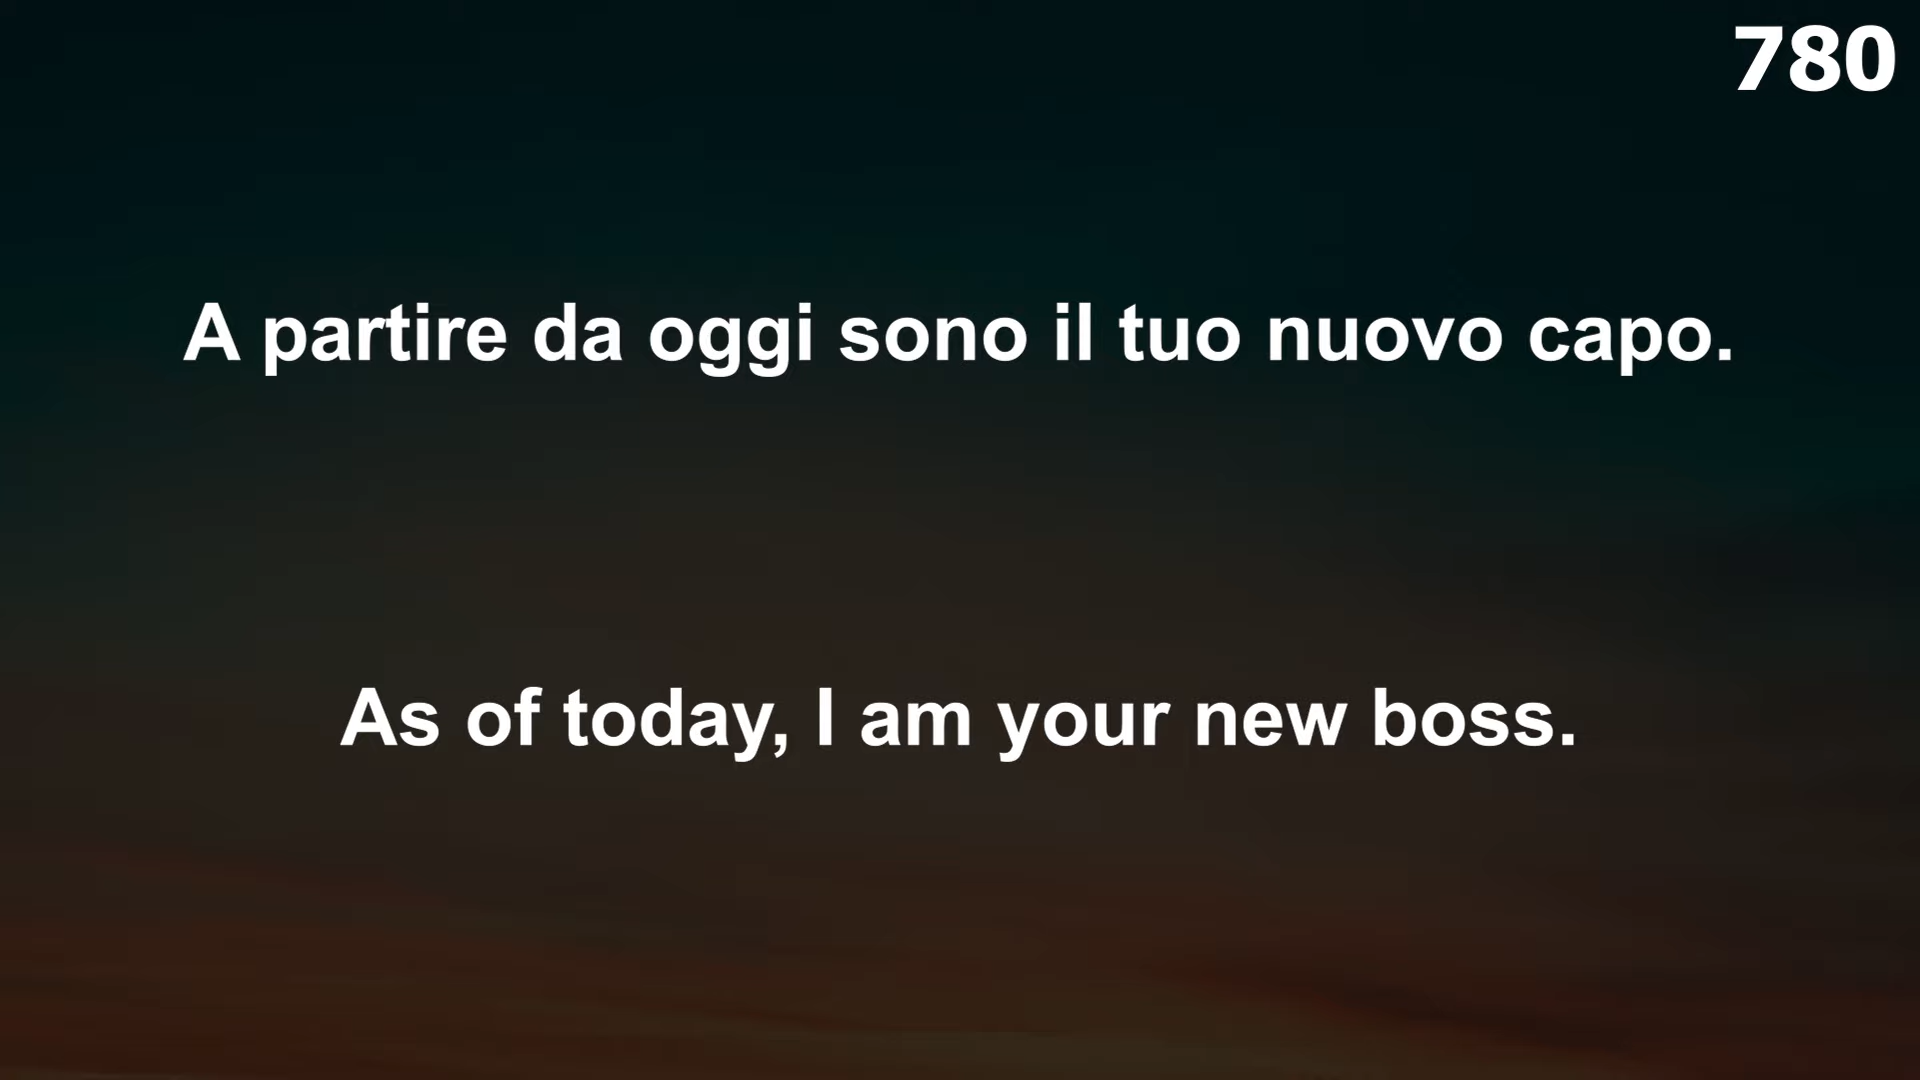 780
A partire da oggi sono il tuo nuovo capo.
As of today, I am your new boss.